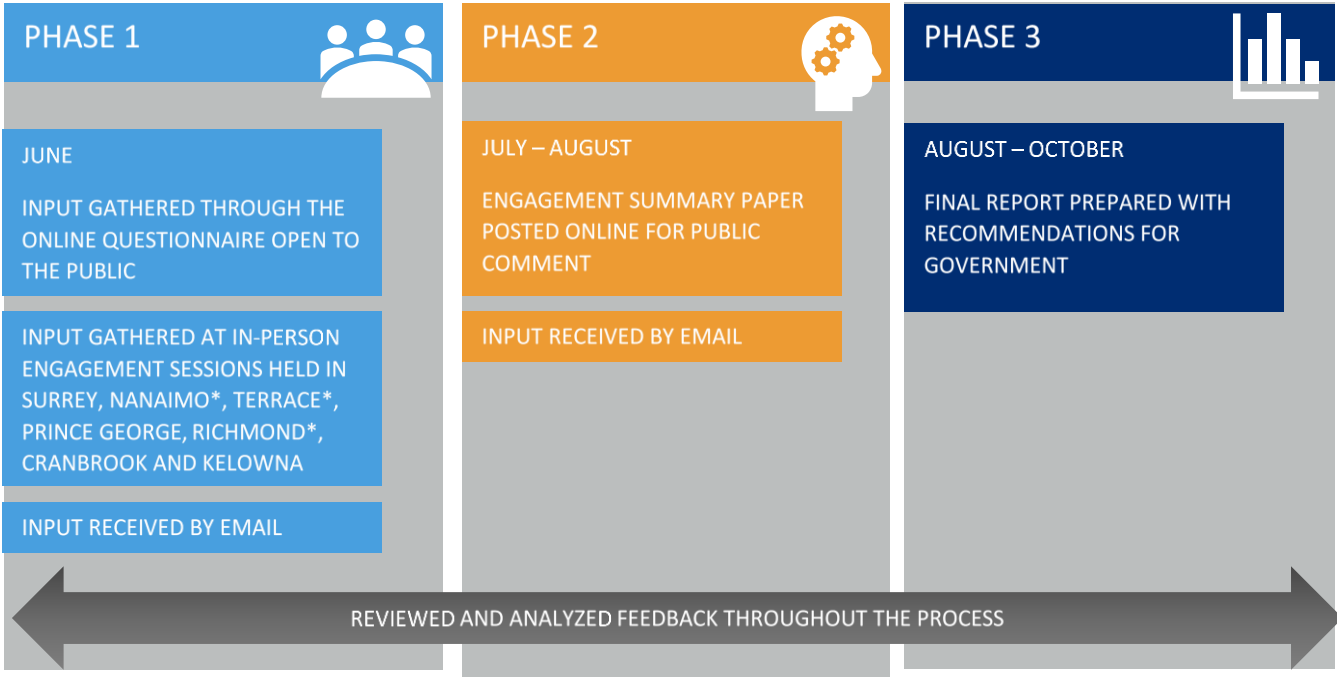 PHASE 1
JUNE
INPUT GATHERED THROUGH THE
ONLINE QUESTIONNAIRE OPEN TO
THE PUBLIC
INPUT GATHERED AT IN-PERSON
ENGAGEMENT SESSIONS HELD IN
SURREY, NANAIMO*, TERRACE*,
PRINCE GEORGE, RICHMOND*,
CRANBROOK AND KELOWNA
INPUT RECEIVED BY EMAIL
PHASE 2
JULY – AUGUST
ENGAGEMENT SUMMARY PAPER
POSTED ONLINE FOR PUBLIC
COMMENT
INPUT RECEIVED BY EMAIL
PHASE 3
AUGUST – OCTOBER
FINAL REPORT PREPARED WITH
RECOMMENDATIONS FOR
GOVERNMENT
REVIEWED AND ANALYZED FEEDBACK THROUGHOUT THE PROCESS